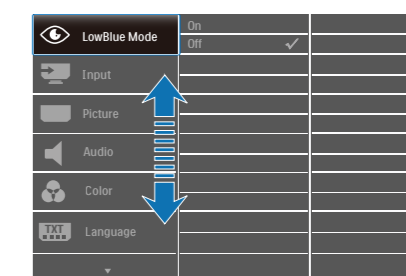 LowBlue Mode
On
Off
Input
Picture
Audio
Color
TXT
Language